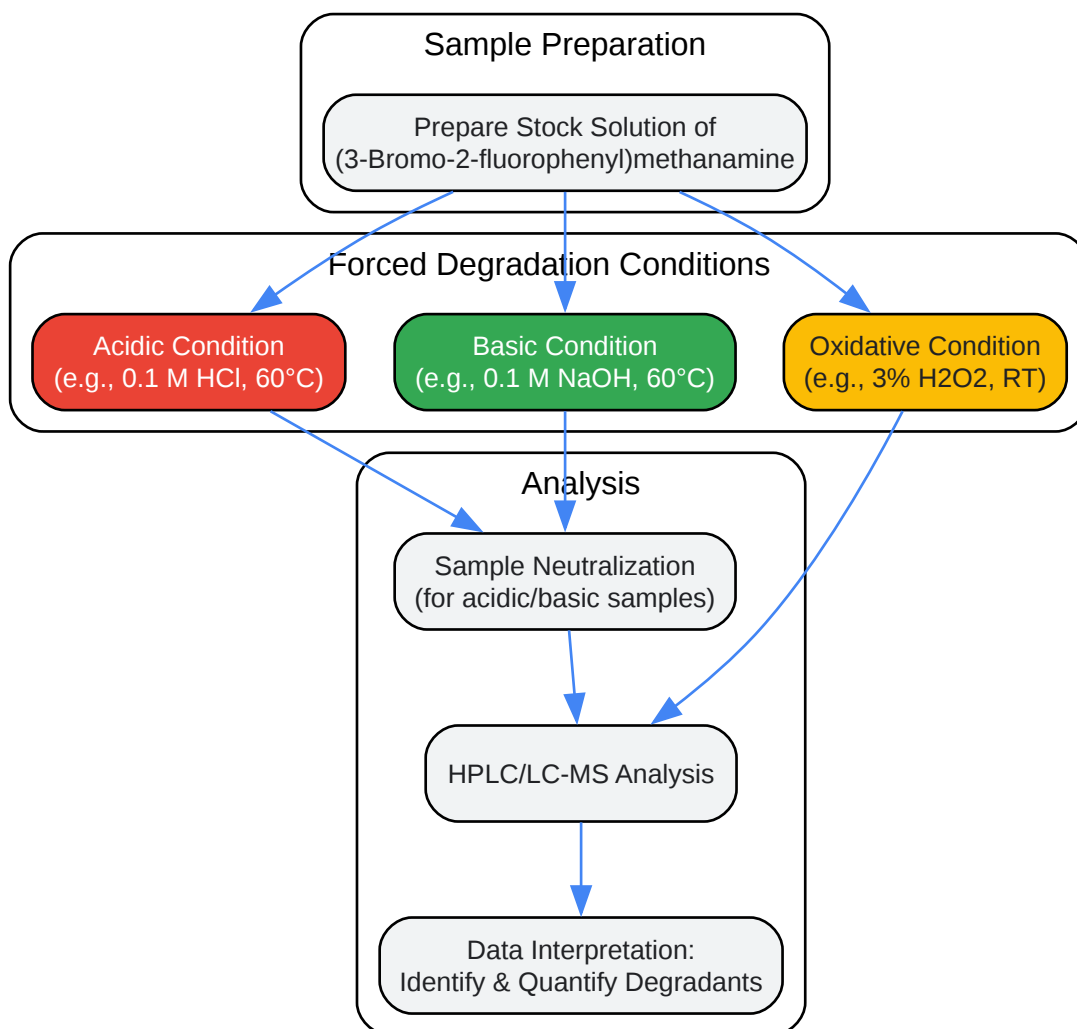 Sample Preparation
Prepare Stock Solution of
(3-Bromo-2-fluorophenyl)methanamine
Forced Degradation Conditions
Acidic Condition
(e.g., 0.1 M HCl, 60°C)
Basic Condition
(e.g., 0.1 M NaOH, 60°C)
Oxidative Condition
(e.g., 3% H2O2, RT)
Analysis
Sample Neutralization
(for acidic/basic samples)
HPLC/LC-MS Analysis
Data Interpretation:
Identify & Quantify Degradants